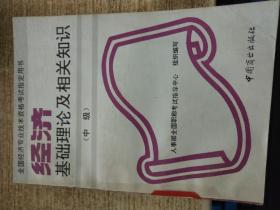 全国经济专业技术资格考试指定用书
经济
基础理论及相关知识
（中 级）
人事部全国职称考试指导中心 组织编写
中国商业出版社